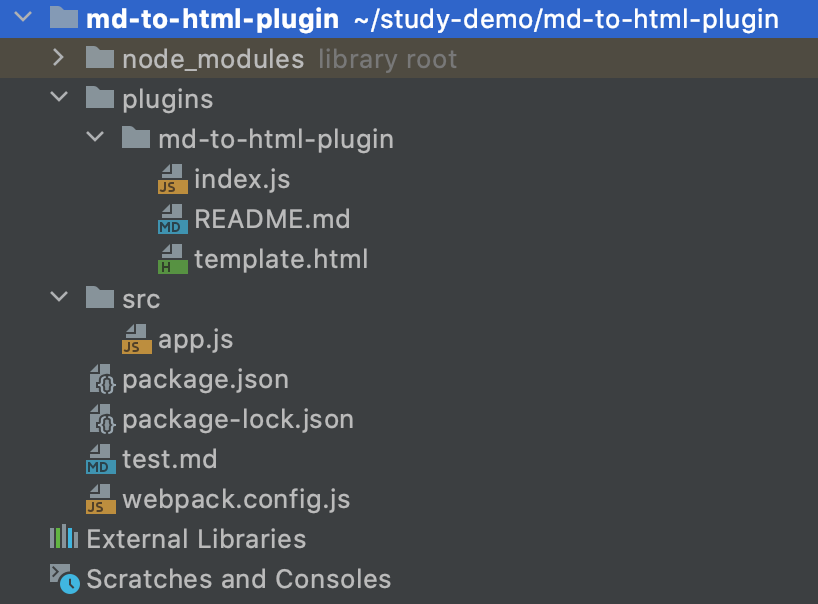 md-to-html-plugin ~/study-demo/md-to-html-plugin
node_modules library root
plugins
md-to-html-plugin
JS index.js
MD README.md
H template.html
src
JS app.js
package.json
package-lock.json
MD test.md
JS webpack.config.js
External Libraries
Scratches and Consoles